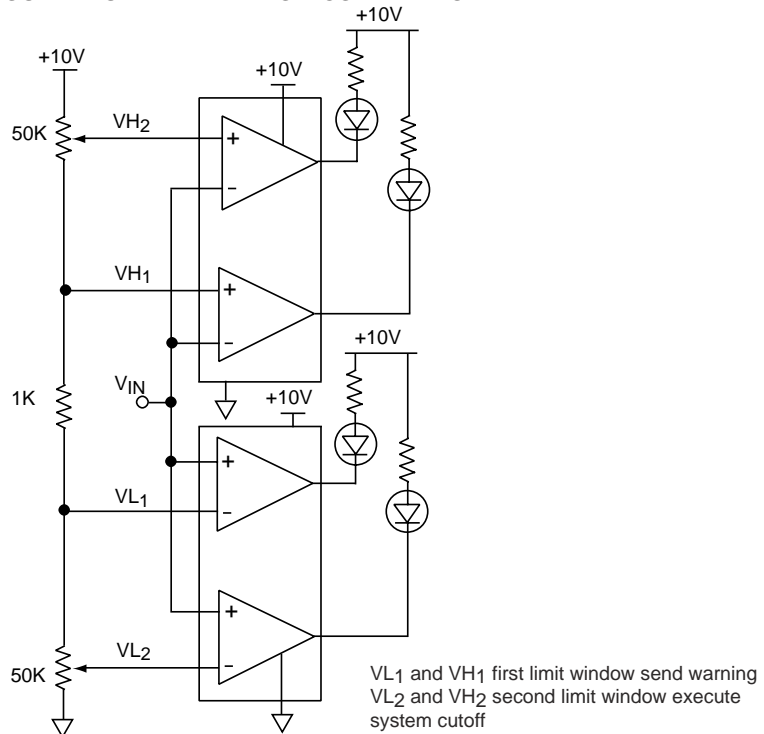 +10V
+10V
+10V
50K
VH2
+
−
VH1
+
−
+10V
VIN
1K
+10V
+
VL1
−
+
VL2
−
50K
VL1 and VH1 first limit window send warning
VL2 and VH2 second limit window execute
system cutoff